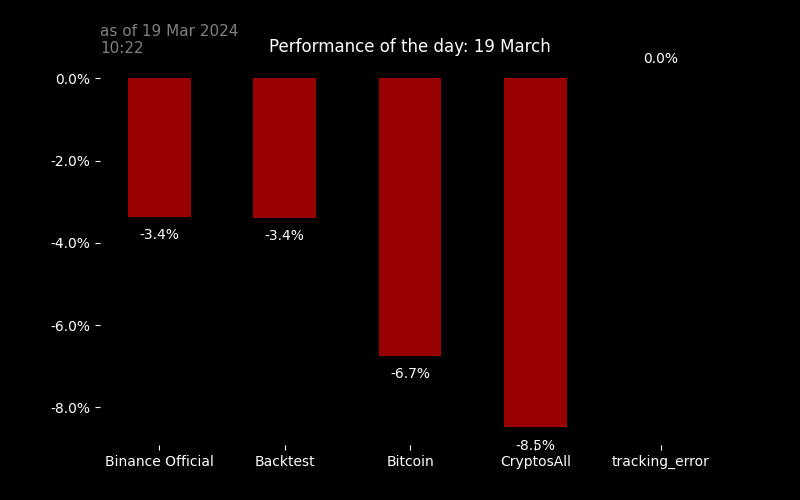 as of 19 Mar 2024
10:22
Performance of the day: 19 March
0.0%
0.0%
-2.0%
-4.0%
-6.0%
-8.0%
-3.4%
-3.4%
-6.7%
-8.5%
Binance Official
Backtest
Bitcoin
CryptosAll
tracking_error